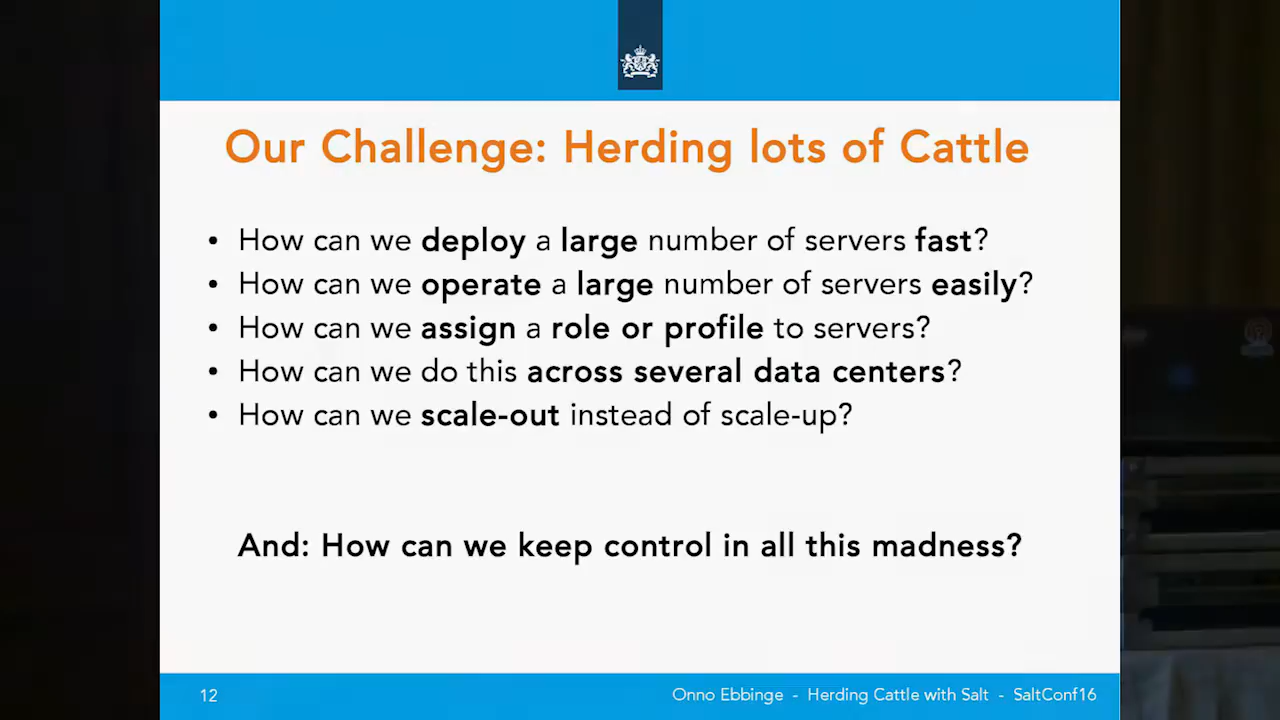 Our Challenge: Herding lots of Cattle
• How can we deploy a large number of servers fast?
• How can we operate a large number of servers easily?
• How can we assign a role or profile to servers?
• How can we do this across several data centers?
• How can we scale-out instead of scale-up?
And: How can we keep control in all this madness?
12
Onno Ebbinge - Herding Cattle with Salt - SaltConf16